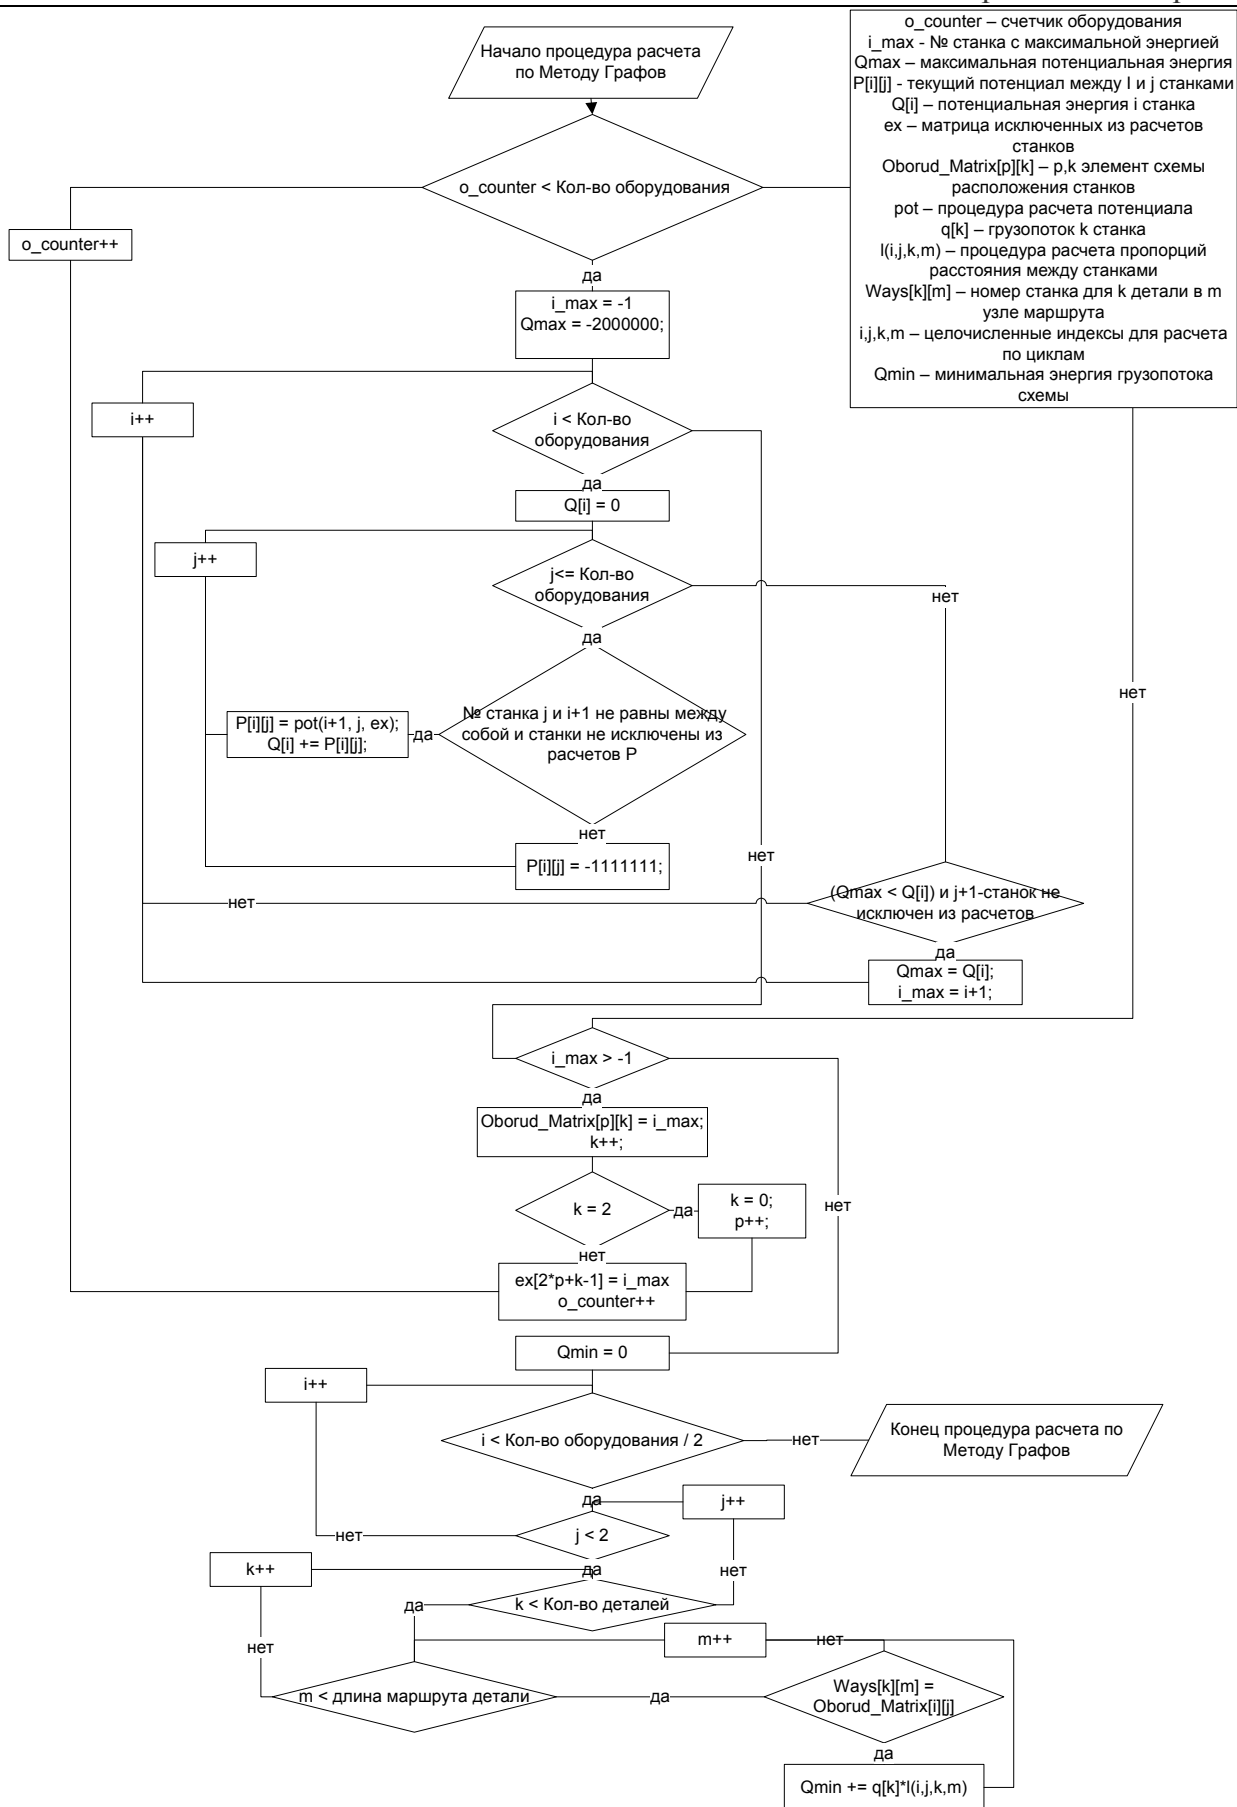 Начало процедура расчета
по Методу Графов
o_counter – счетчик оборудования
i_max - № станка с максимальной энергией
Qmax – максимальная потенциальная энергия
P[i][j] - текущий потенциал между I и j станками
Q[i] – потенциальная энергия i станка
ex – матрица исключенных из расчетов
станков
Oborud_Matrix[p][k] – p,k элемент схемы
расположения станков
pot – процедура расчета потенциала
q[k] – грузопоток k станка
l(i,j,k,m) – процедура расчета пропорций
расстояния между станками
Ways[k][m] – номер станка для k детали в m
узле маршрута
i,j,k,m – целочисленные индексы для расчета
по циклам
Qmin – минимальная энергия грузопотока
схемы
o_counter < Кол-во оборудования
o_counter++
да
i_max = -1
Qmax = -2000000;
i++
i < Кол-во
оборудования
да
Q[i] = 0
j++
j<= Кол-во
оборудования
нет
да
нет
№ станка j и i+1 не равны между
собой и станки не исключены из
расчетов P
да
P[i][j] = pot(i+1, j, ex);
Q[i] += P[i][j];
нет
P[i][j] = -1111111;
нет
(Qmax < Q[i]) и j+1-станок не
исключен из расчетов
нет
да
Qmax = Q[i];
i_max = i+1;
i_max > -1
да
Oborud_Matrix[p][k] = i_max;
k++;
k = 2
да
k = 0;
p++;
нет
нет
ex[2*p+k-1] = i_max
o_counter++
Qmin = 0
i++
i < Кол-во оборудования / 2
нет
Конец процедура расчета по
Методу Графов
да
j++
j < 2
нет
k++
да
нет
k < Кол-во деталей
да
нет
m++
нет
m < длина маршрута детали
да
Ways[k][m] =
Oborud_Matrix[i][j]
да
Qmin += q[k]*l(i,j,k,m)